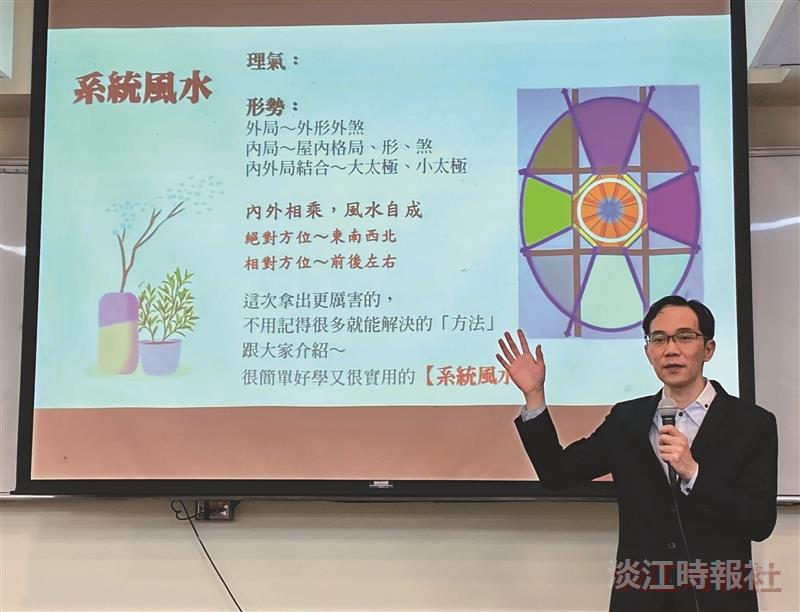 系統風水
理氣：
形勢：
外局～外形外煞
內局～屋內格局、形、煞
內外局結合～大太極、小太極
內外相乘，風水自成
絕對方位～東南西北
相對方位～前後左右
這次拿出更厲害的，
不用記得很多就能解決的「方法」
跟大家介紹～
很簡單好學又很實用的【系統風水
淡江時報社